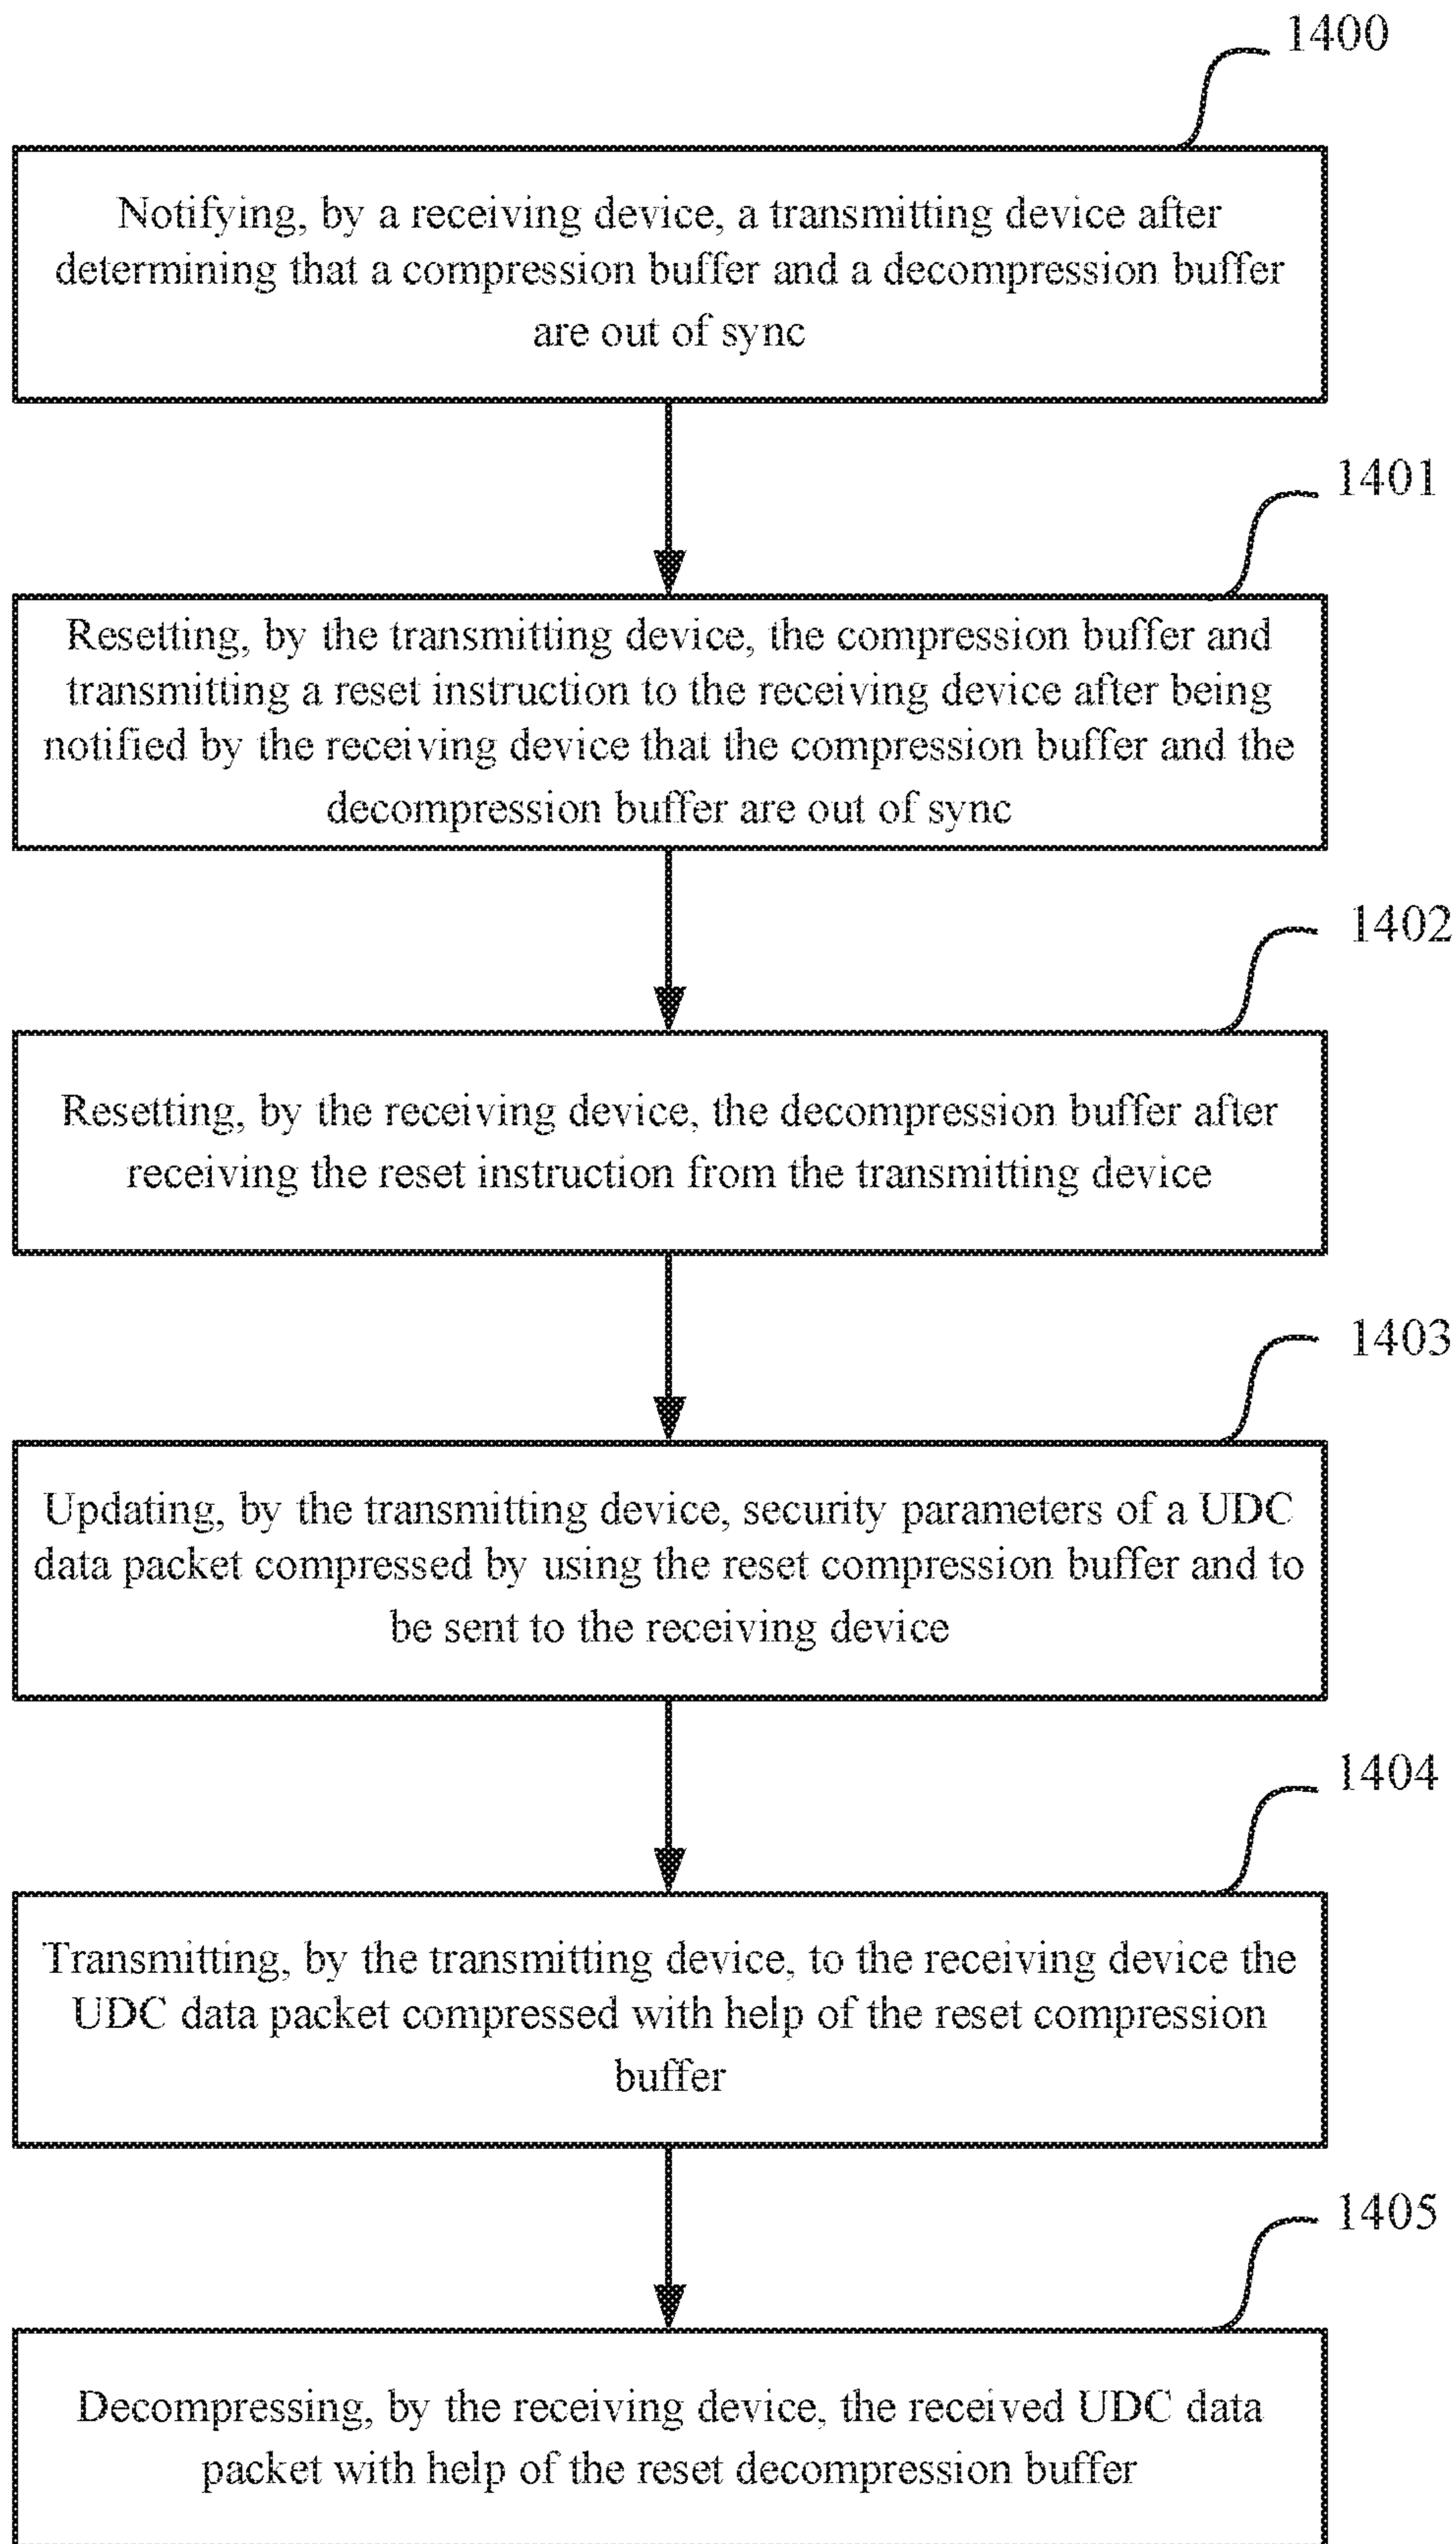 1400
Notifying, by a receiving device, a transmitting device after
determining that a compression buffer and a decompression buffer
are out of sync
1401
Resetting, by the transmitting device, the compression buffer and
transmitting a reset instruction to the receiving device after being
notified by the receiving device that the compression buffer and the
decompression buffer are out of sync
1402
Resetting, by the receiving device, the decompression buffer after
receiving the reset instruction from the transmitting device
1403
Updating, by the transmitting device, security parameters of a UDC
data packet compressed by using the reset compression buffer and to
be sent to the receiving device
1404
Transmitting, by the transmitting device, to the receiving device the
UDC data packet compressed with help of the reset compression
buffer
1405
Decompressing, by the receiving device, the received UDC data
packet with help of the reset decompression buffer